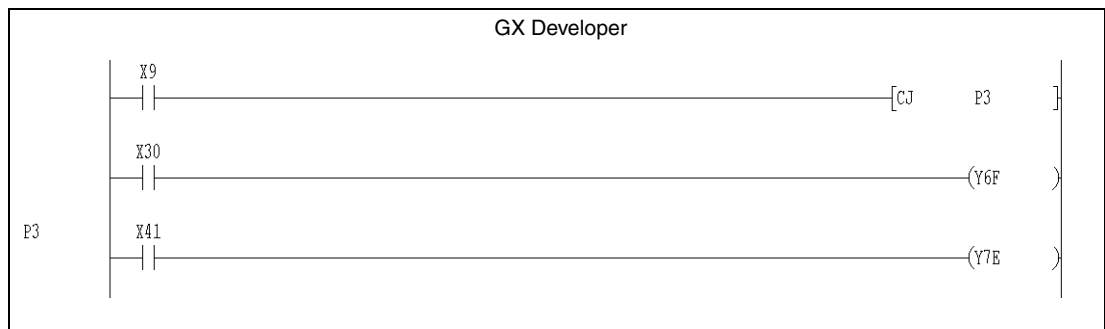 GX Developer
X9
[CJ P3 ]
X30
(Y6F )
P3 X41
(Y7E )